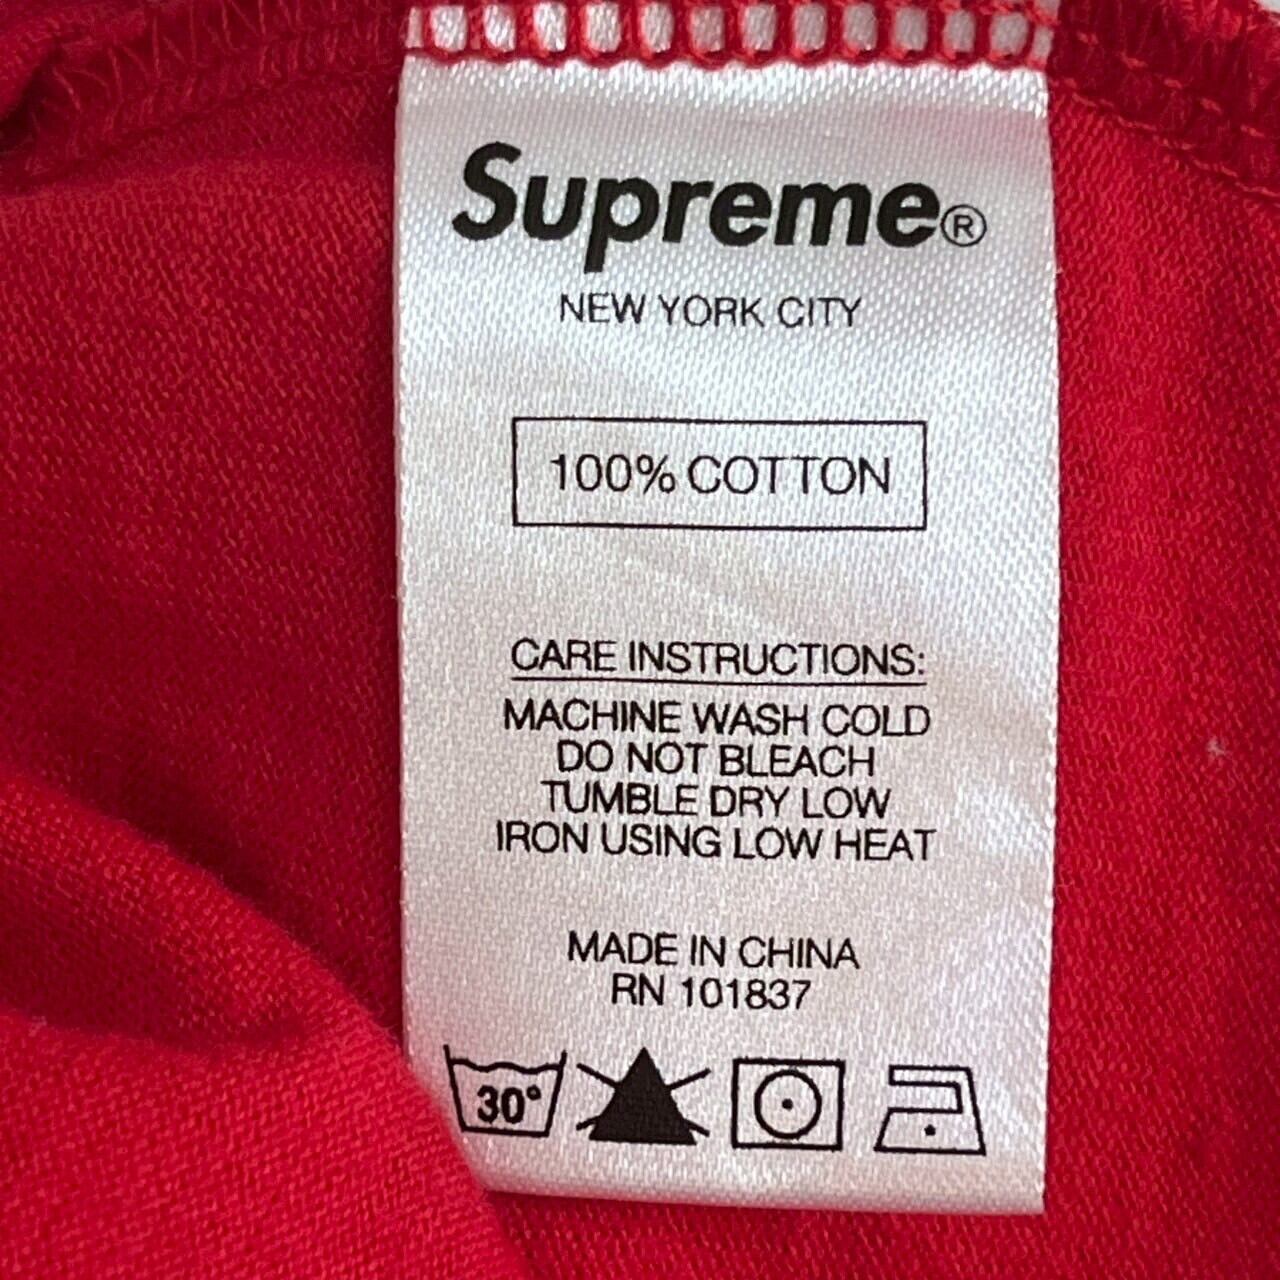 Supreme®
NEW YORK CITY
100% COTTON
CARE INSTRUCTIONS:
MACHINE WASH COLD
DO NOT BLEACH
TUMBLE DRY LOW
IRON USING LOW HEAT
MADE IN CHINA
RN 101837
30°